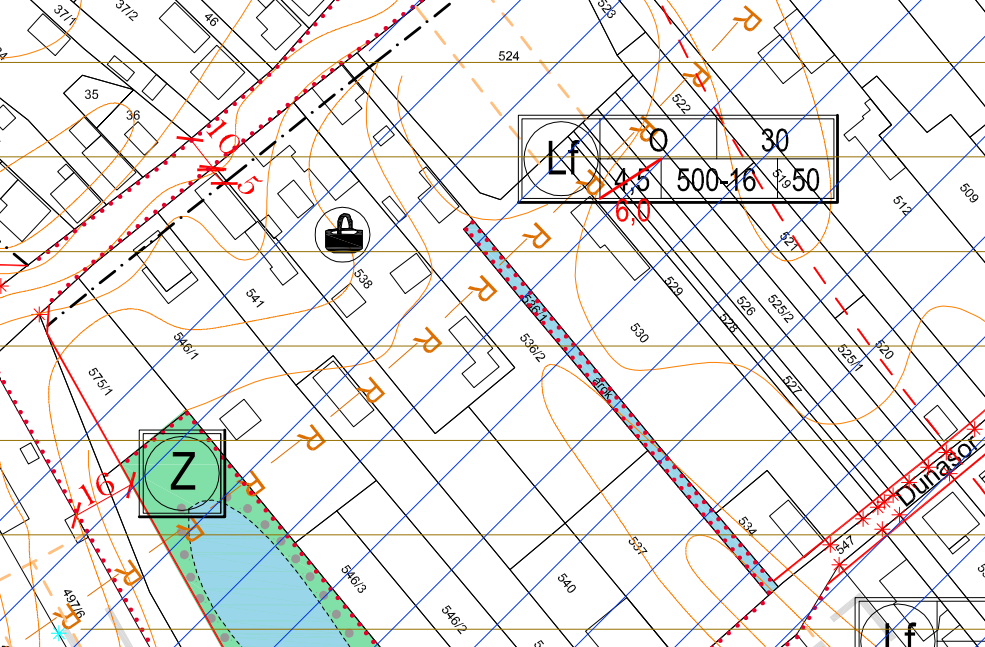 37/1
37/2
46
523
524
35
36
522
18
5
Lf
O
30
4,5
500-16
50
6,0
519
509
512
521
538
541
529
526
525/2
528
530
536/1
536/2
546/1
575/1
525/1
520
527
árok
R
R
R
R
R
R
R
R
R
R
R
R
R
Z
16
Dunasor
534
547
537
540
546/3
546/2
497/6
Lf